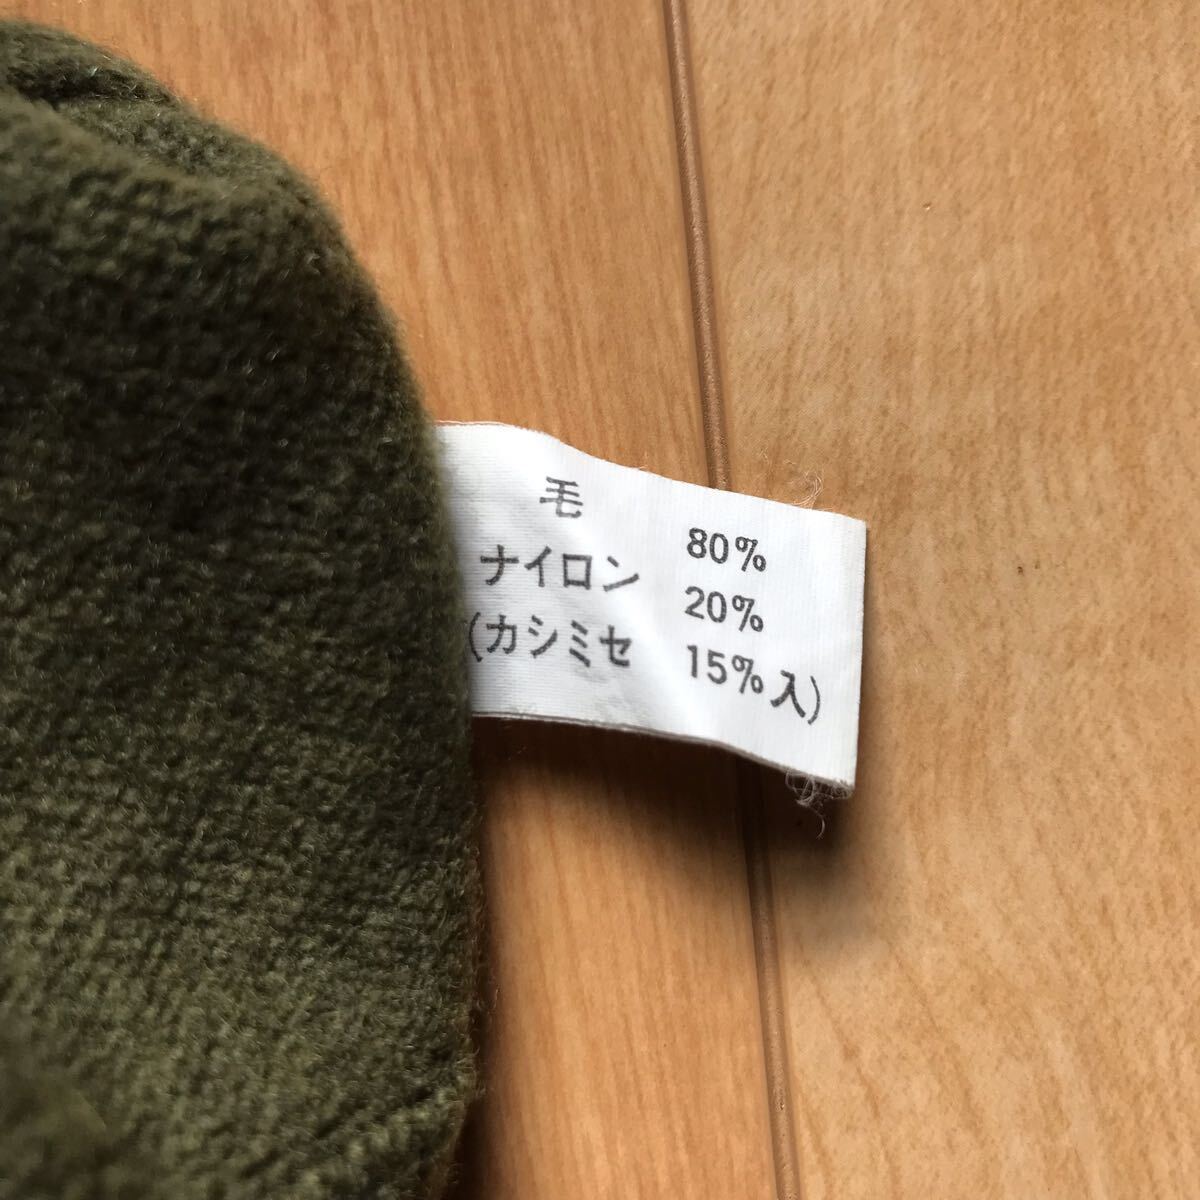 毛 80%
ナイロン 20%
(カシミセ 15%入)